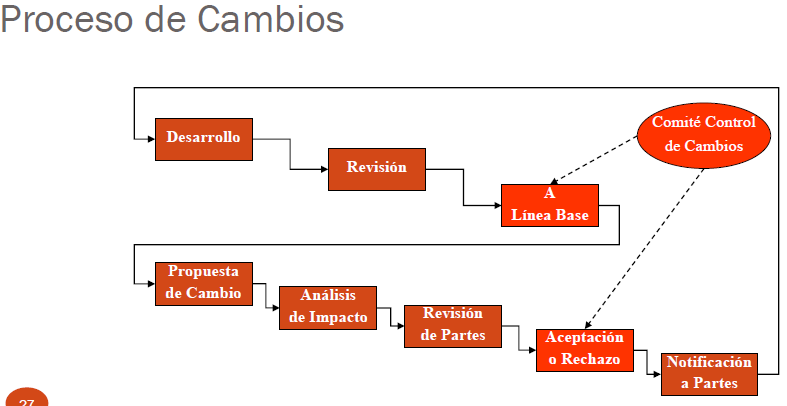 Proceso de Cambios
Comité Control
de Cambios
Desarrollo
Revisión
A
Línea Base
Propuesta
de Cambio
Análisis
de Impacto
Revisión
de Partes
Aceptación
o Rechazo
Notificación
a Partes
27